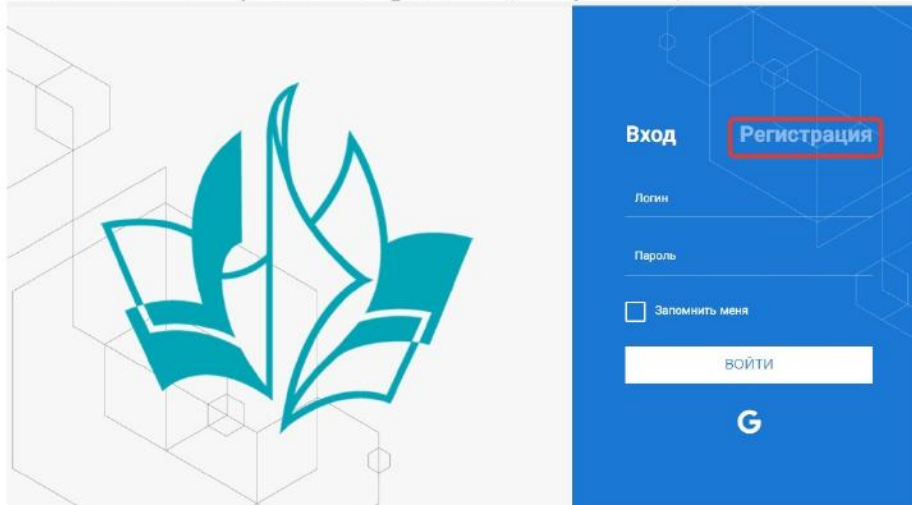 Вход Регистрация
Логин
Пароль
Запомнить меня
ВОЙТИ
G